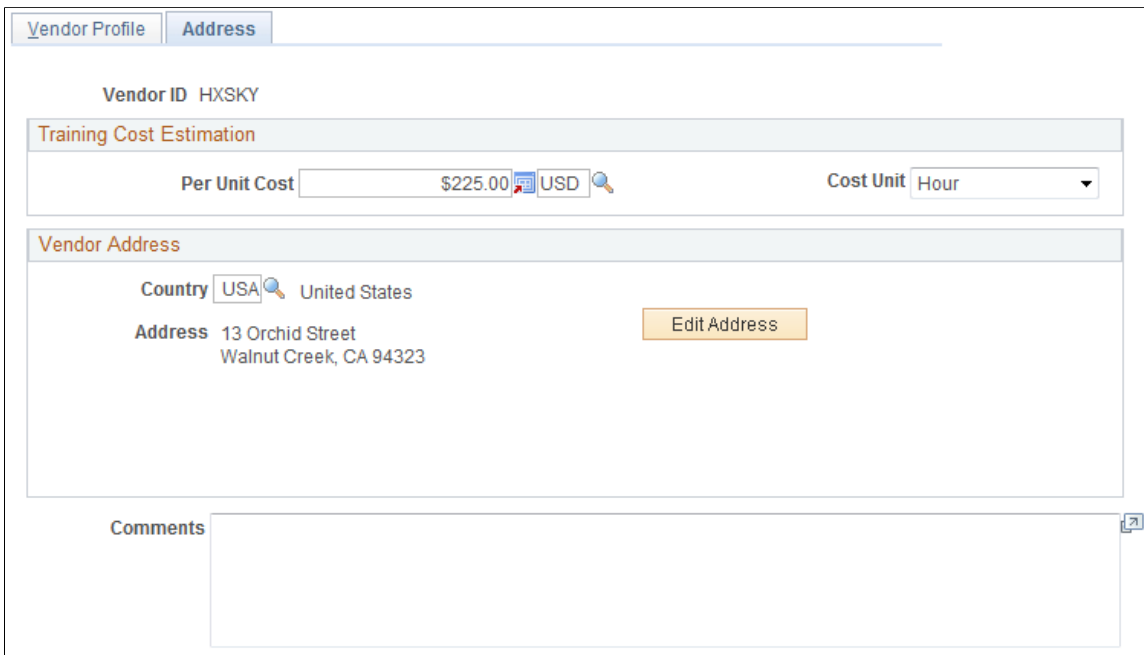 Vendor Profile Address
Vendor ID HXSKY
Training Cost Estimation
Per Unit Cost $225.00 USD Cost Unit Hour
Vendor Address
Country USA United States
Address 13 Orchid Street
Edit Address
Walnut Creek, CA 94323
Comments